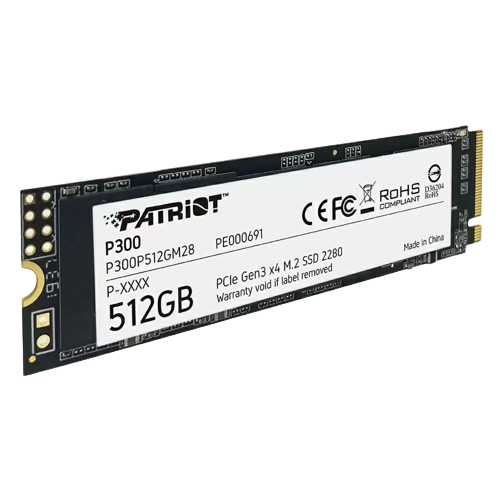 PATRIOT
P300
P300P512GM28 PE000691
P-XXXX
512GB
PCIe Gen3 x4 M.2 SSD 2280
Warranty void if label removed
CE FC RoHS
COMPLIANT
D36204
RoHS
Made In China